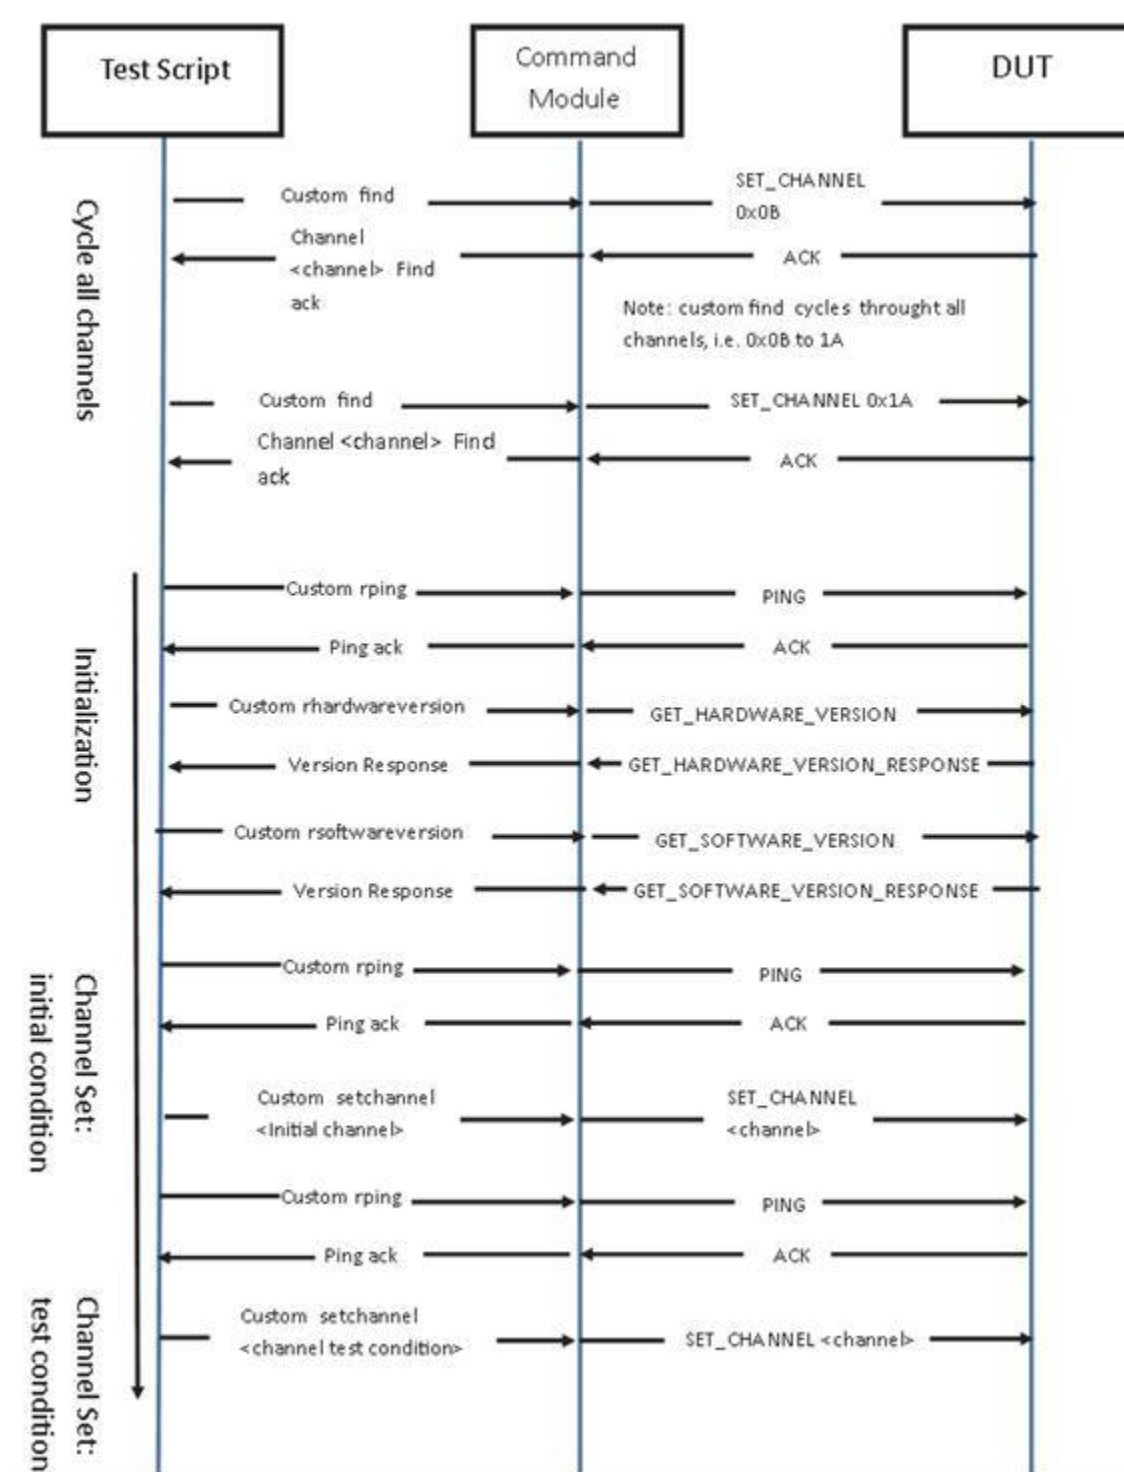 Test Script
Command
Module
DUT
Cycle all channels
Custom find
SET_CHANNEL
0x0B
Channel
<channel> Find
ack
ACK
Note: custom find cycles throught all
channels, i.e. 0x0B to 1A
Custom find
SET_CHANNEL 0x1A
Channel <channel> Find
ack
ACK
Initialization
Custom rping
PING
Ping ack
ACK
Custom rhardwareversion
GET_HARDWARE_VERSION
Version Response
GET_HARDWARE_VERSION_RESPONSE
Custom rsoftwareversion
GET_SOFTWARE_VERSION
Version Response
GET_SOFTWARE_VERSION_RESPONSE
Channel Set:
initial condition
Custom rping
PING
Ping ack
ACK
Custom setchannel
<Initial channel>
SET_CHANNEL
<channel>
Custom rping
PING
Ping ack
ACK
Channel Set:
test condition
Custom setchannel
<channel test condition>
SET_CHANNEL <channel>